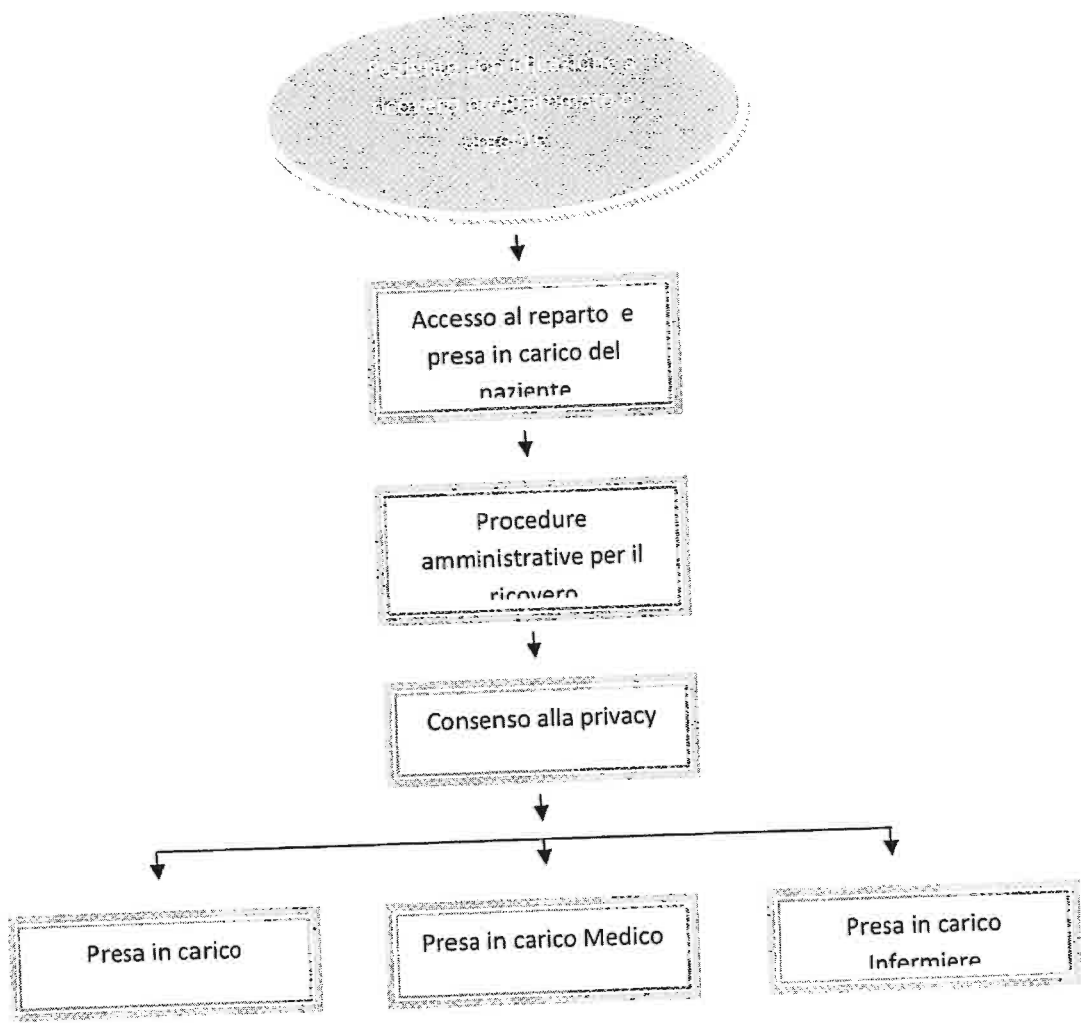 programmato o
Accesso al reparto e
presa in carico del
paziente
Procedure
amministrative per il
ricovero
Consenso alla privacy
Presa in carico
Presa in carico Medico
Presa in carico
Infermiere